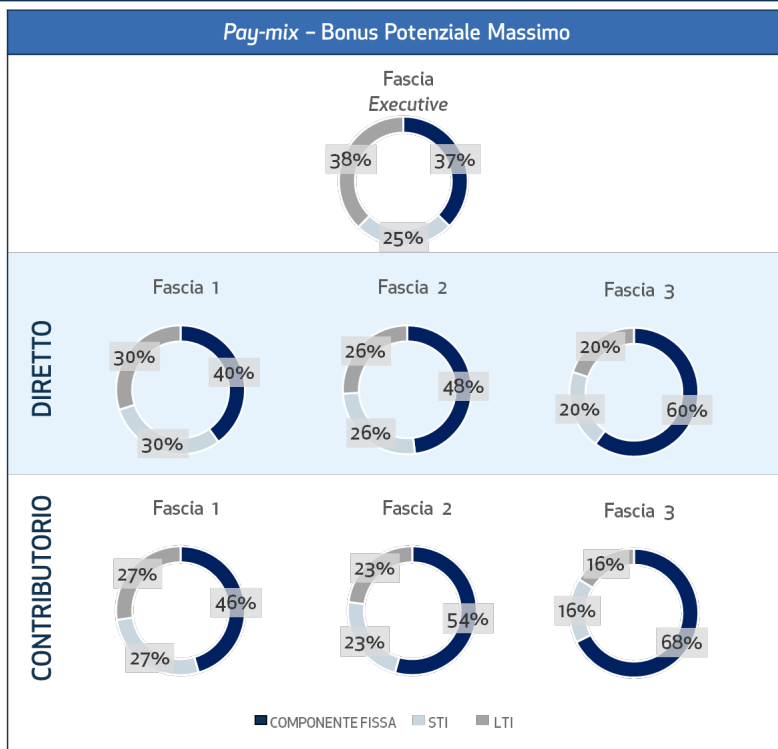 Pay-mix – Bonus Potenziale Massimo
Fascia
Executive
38%
37%
25%
DIRETTO
Fascia 1
Fascia 2
Fascia 3
30%
40%
30%
26%
48%
26%
20%
60%
20%
CONTRIBUTORIO
Fascia 1
Fascia 2
Fascia 3
27%
46%
27%
23%
54%
23%
16%
16%
68%
COMPONENTE FISSA STI LTI